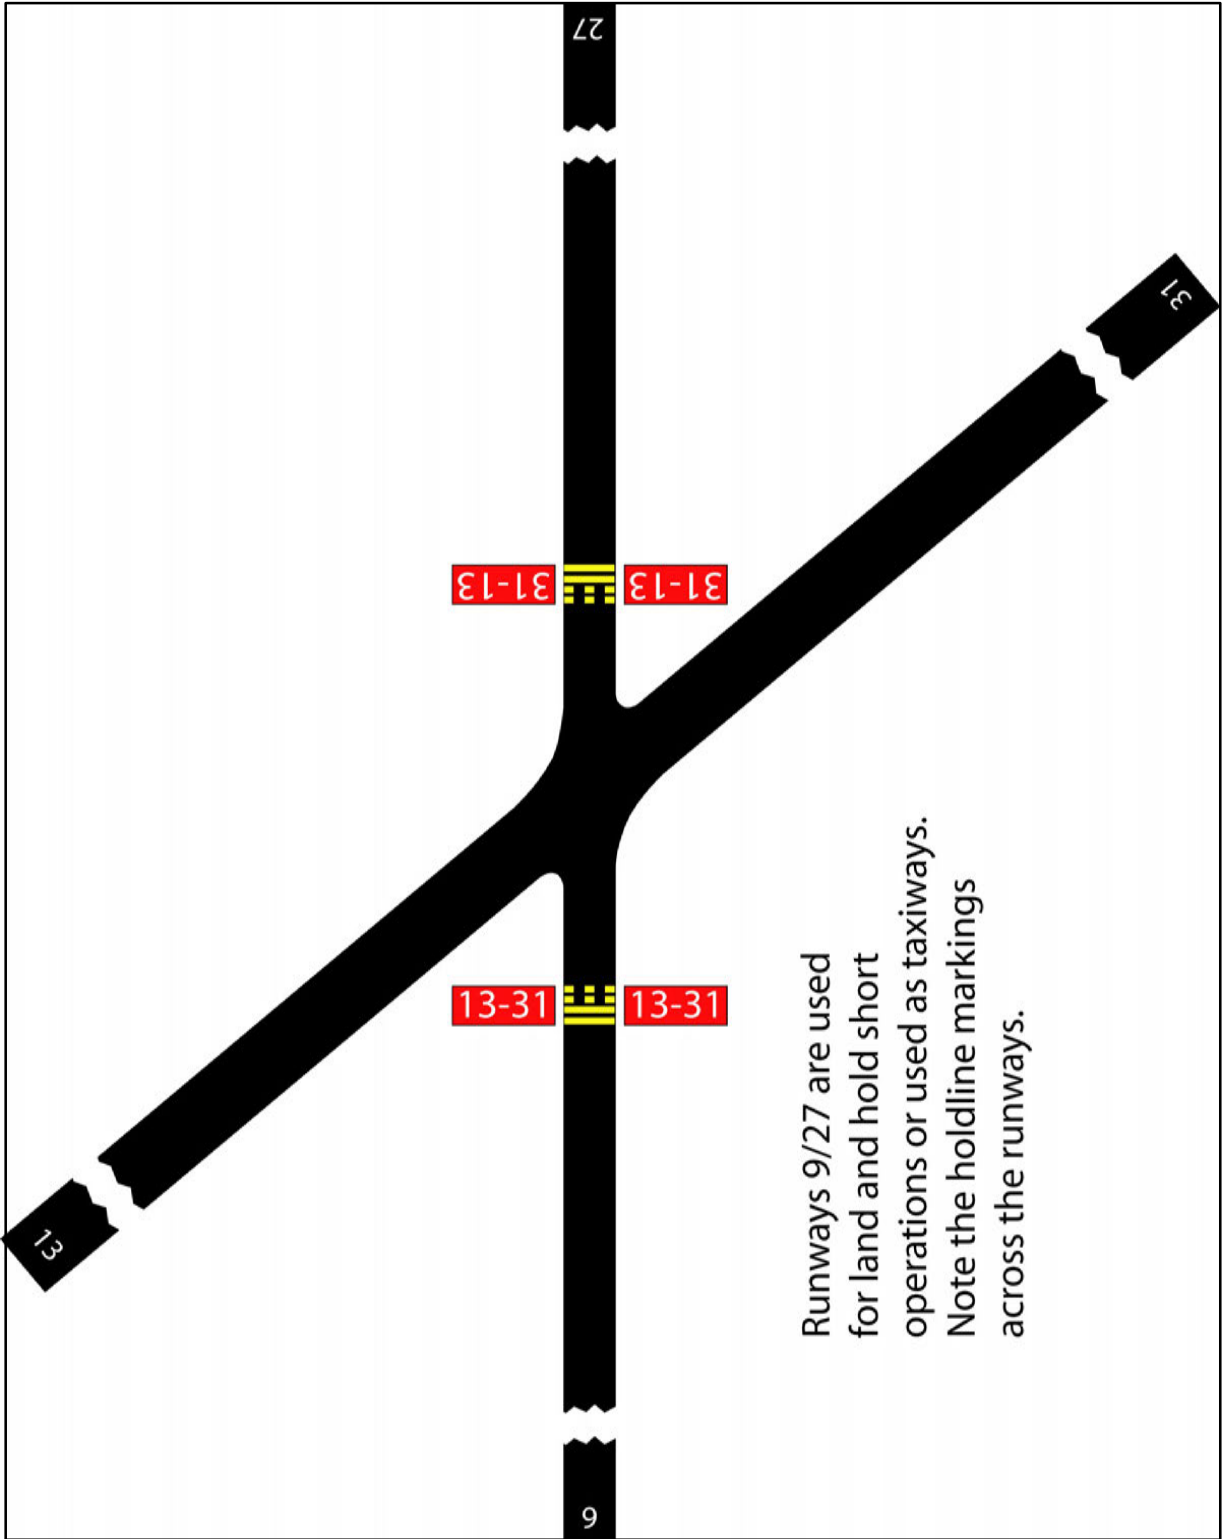 27
31
31-13
31-13
13-31
13-31
13
9
Runways 9/27 are used
for land and hold short
operations or used as taxiways.
Note the holdline markings
across the runways.